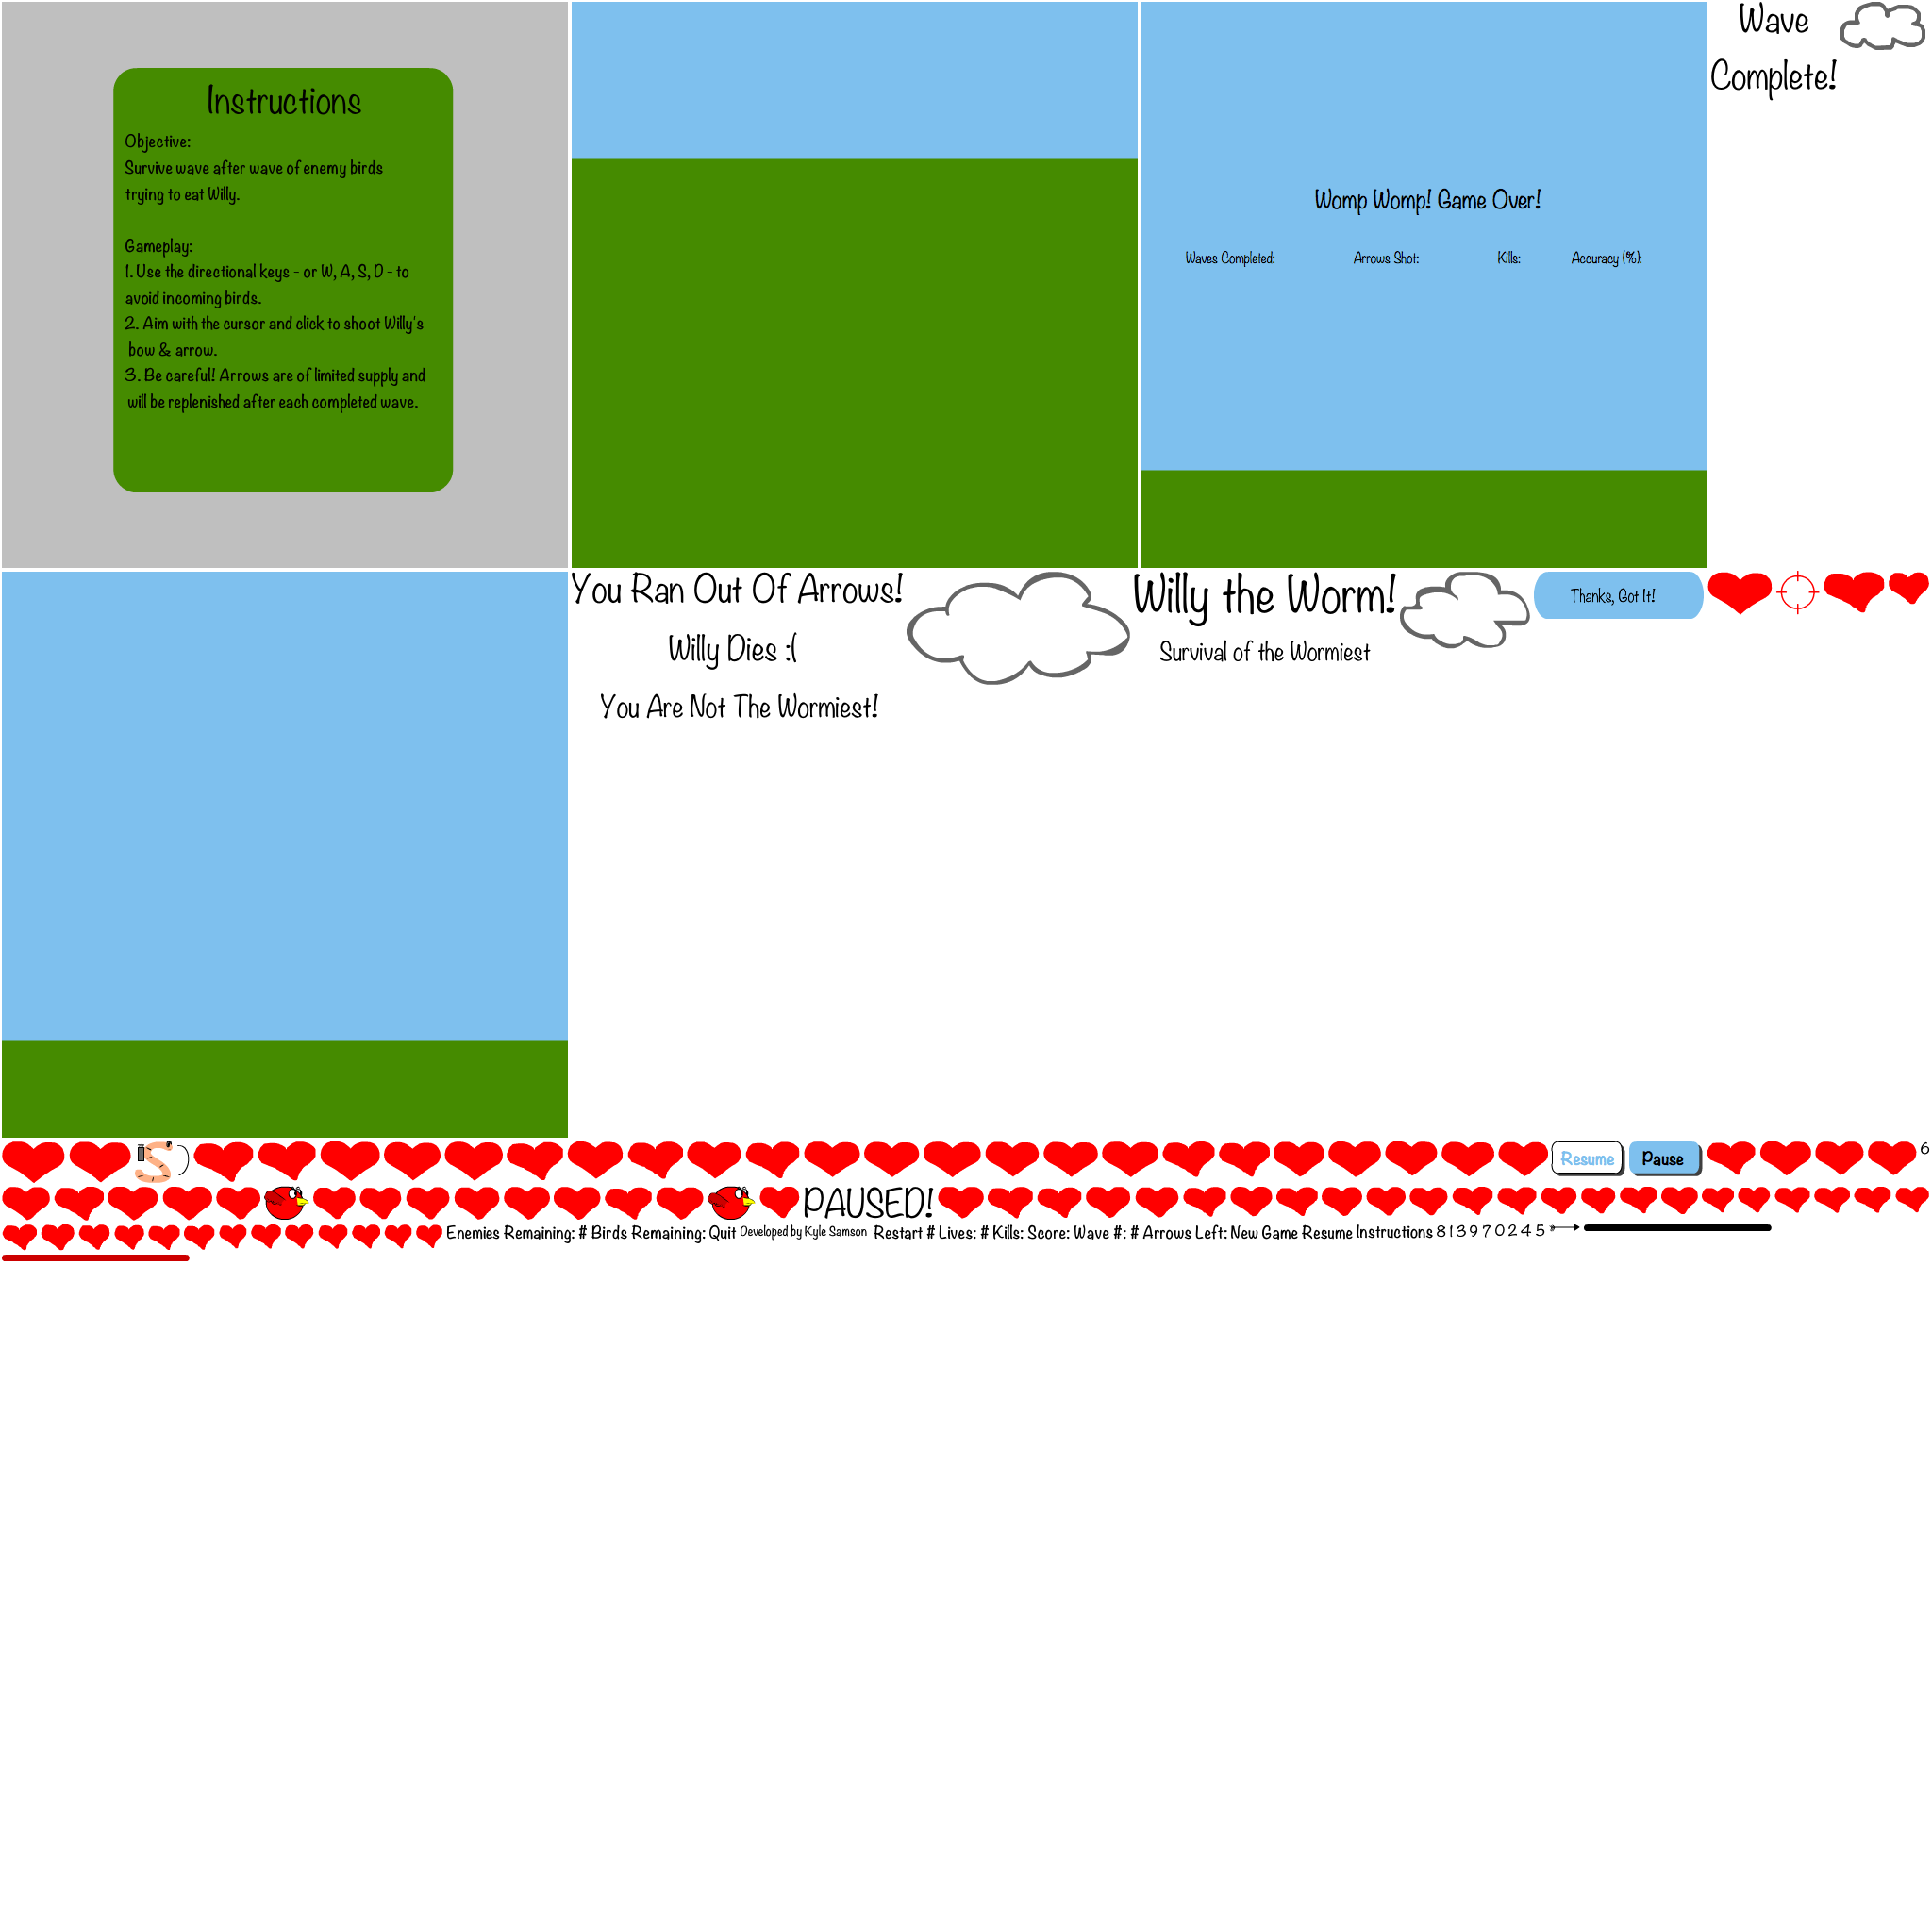 Instructions
Objective:
Survive wave after wave of enemy birds
trying to eat Willy.
Gameplay:
1. Use the directional keys - or W, A, S, D - to
avoid incoming birds.
2. Aim with the cursor and click to shoot Willy's
bow & arrow.
3. Be careful! Arrows are of limited supply and
will be replenished after each completed wave.
Womp Womp! Game Over!
Waves Completed: Arrows Shot: Kills: Accuracy (%):
Wave
Complete!
You Ran Out Of Arrows!
Willy Dies :(
You Are Not The Wormiest!
Willy the Worm!
Survival of the Wormiest
Thanks, Got It!
Resume
Pause
6
PAUSED!
Enemies Remaining: # Birds Remaining: Quit Developed by Kyle Samson Restart # Lives: # Kills: Score: Wave #: # Arrows Left: New Game Resume Instructions 8 1 3 9 7 0 2 4 5